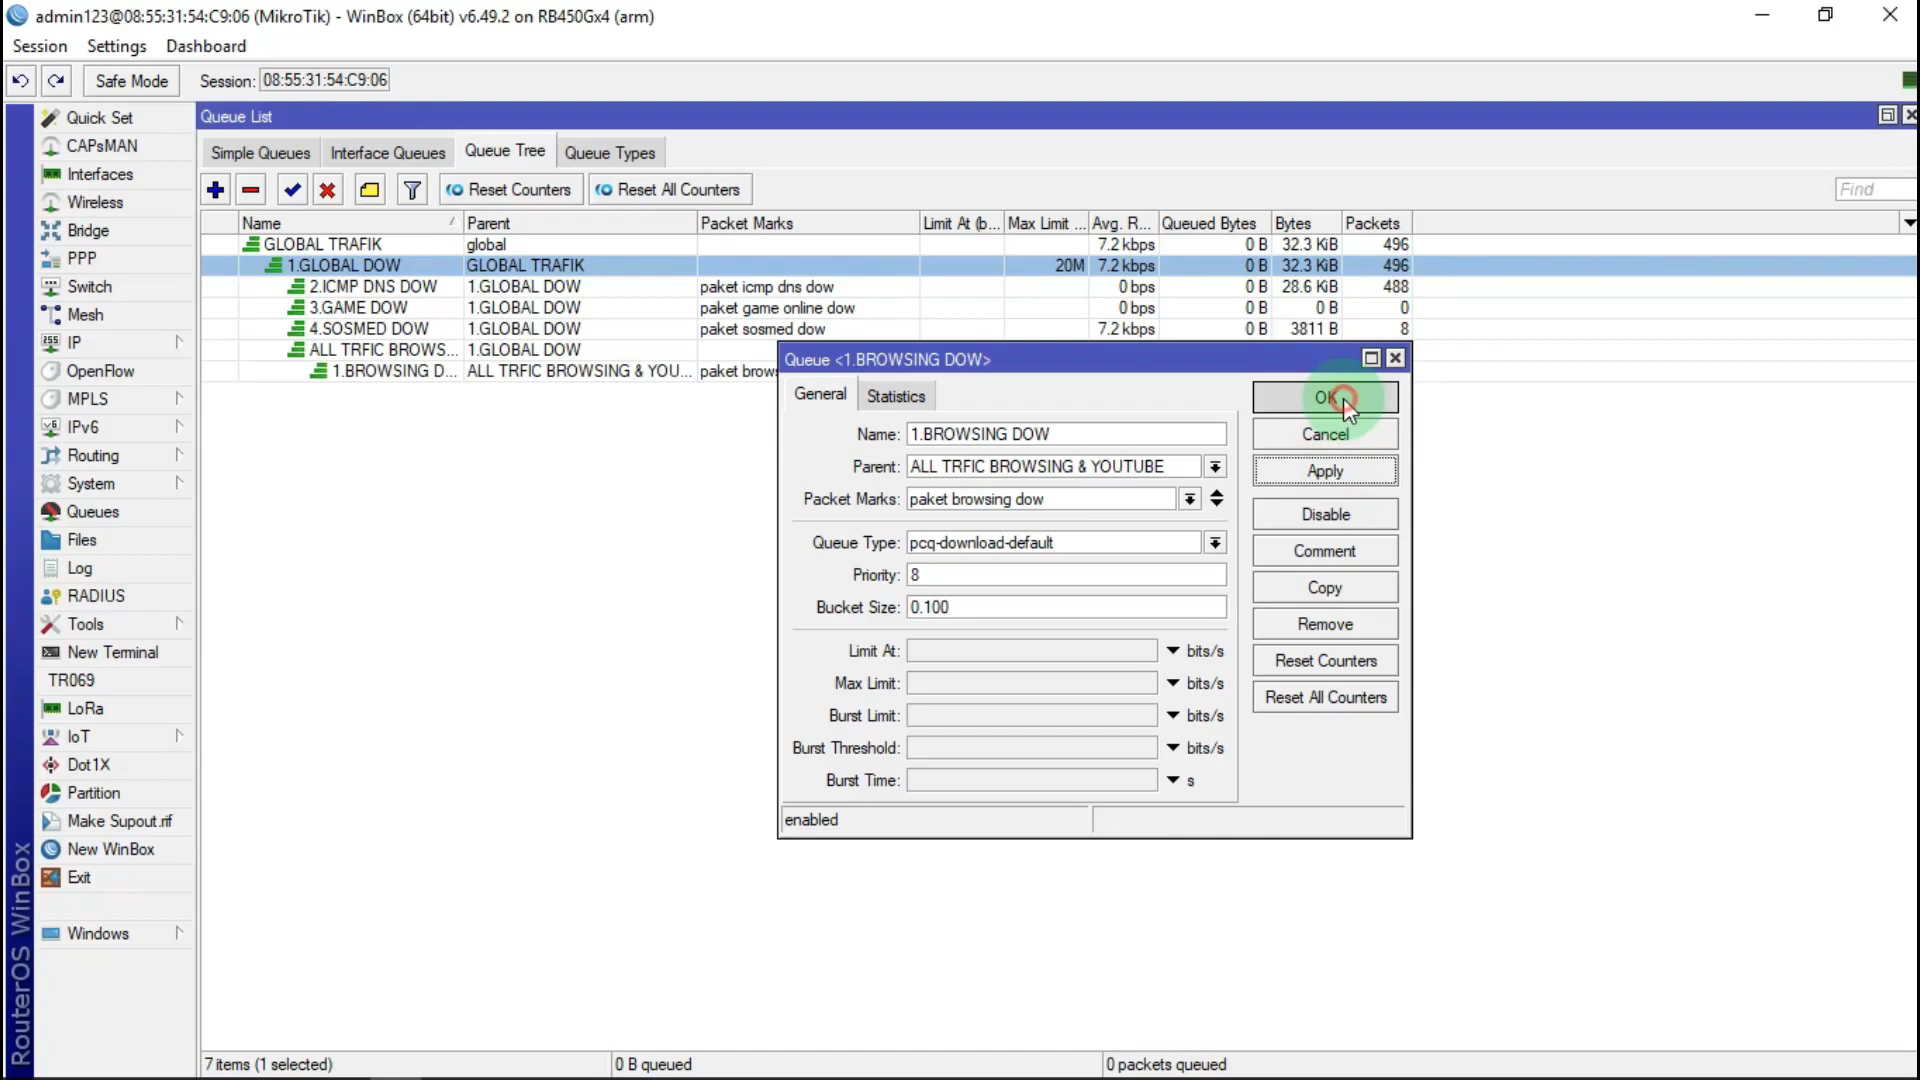 admin123@08:55:31:54:C9:06 (MikroTik) - WinBox (64bit) v6.49.2 on RB450Gx4 (arm)
Session Settings Dashboard
Safe Mode Session: 08:55:31:54:C9:06
Quick Set
CAPsMAN
Interfaces
Wireless
Bridge
PPP
Switch
Mesh
IP
OpenFlow
MPLS
IPv6
Routing
System
Queues
Files
Log
RADIUS
Tools
New Terminal
TR069
LoRa
IoT
Dot1X
Partition
Make Supout.rif
New WinBox
Exit
Windows
RouterOS WinBox
Queue List
Simple Queues Interface Queues Queue Tree Queue Types
Reset Counters Reset All Counters Find
Name Parent Packet Marks Limit At (b... Max Limit ... Avg. R... Queued Bytes Bytes Packets
GLOBAL TRAFIK global 7.2 kbps 0 B 32.3 KiB 496
1.GLOBAL DOW GLOBAL TRAFIK 20M 7.2 kbps 0 B 32.3 KiB 496
2.ICMP DNS DOW 1.GLOBAL DOW paket icmp dns dow 0 bps 0 B 28.6 KiB 488
3.GAME DOW 1.GLOBAL DOW paket game online dow 0 bps 0 B 0 B 0
4.SOSMED DOW 1.GLOBAL DOW paket sosmed dow 7.2 kbps 0 B 3811 B 8
ALL TRFIC BROWS... 1.GLOBAL DOW
1.BROWSING D... ALL TRFIC BROWSING & YOU... paket brow
Queue <1.BROWSING DOW>
General Statistics
Name: 1.BROWSING DOW
Parent: ALL TRFIC BROWSING & YOUTUBE
Packet Marks: paket browsing dow
Queue Type: pcq-download-default
Priority: 8
Bucket Size: 0.100
Limit At: bits/s
Max Limit: bits/s
Burst Limit: bits/s
Burst Threshold: bits/s
Burst Time: s
enabled
OK
Cancel
Apply
Disable
Comment
Copy
Remove
Reset Counters
Reset All Counters
7 items (1 selected) 0 B queued 0 packets queued